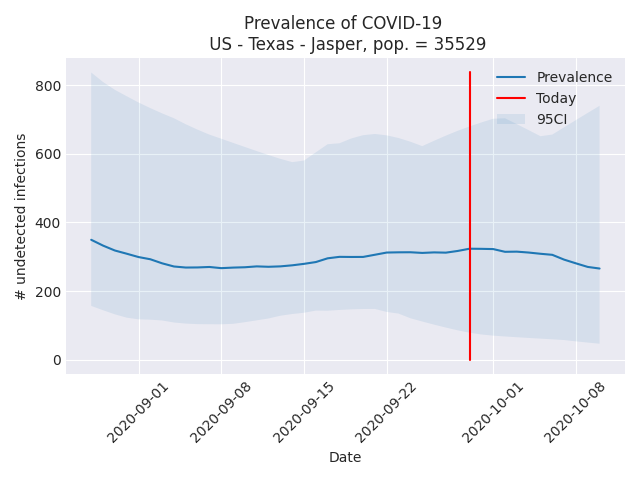 Prevalence of COVID-19
US - Texas - Jasper, pop. = 35529
Prevalence
Today
95CI
# undetected infections
800
600
400
200
0
2020-09-01
2020-09-08
2020-09-15
2020-09-22
2020-10-01
2020-10-08
Date